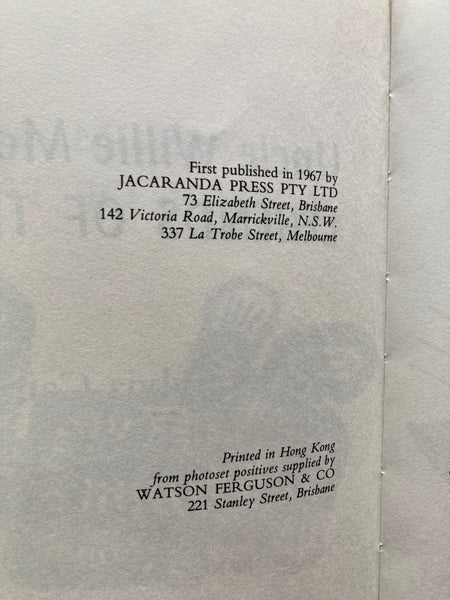 Uncle Willie
First published in 1967 by
JACARANDA PRESS PTY LTD
73 Elizabeth Street, Brisbane
142 Victoria Road, Marrickville, N.S.W.
337 La Trobe Street, Melbourne
Printed in Hong Kong
from photoset positives supplied by
WATSON FERGUSON & CO
221 Stanley Street, Brisbane